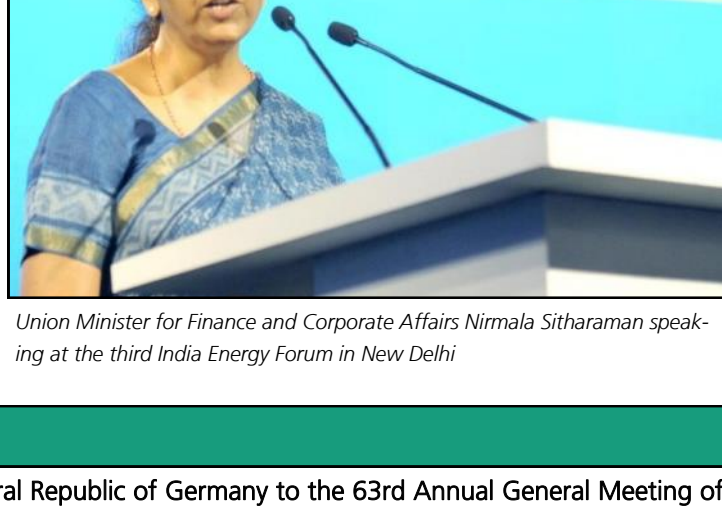 Union Minister for Finance and Corporate Affairs Nirmala Sitharaman speak-
ing at the third India Energy Forum in New Delhi
Republic of Germany to the 63rd Annual General Meeting of